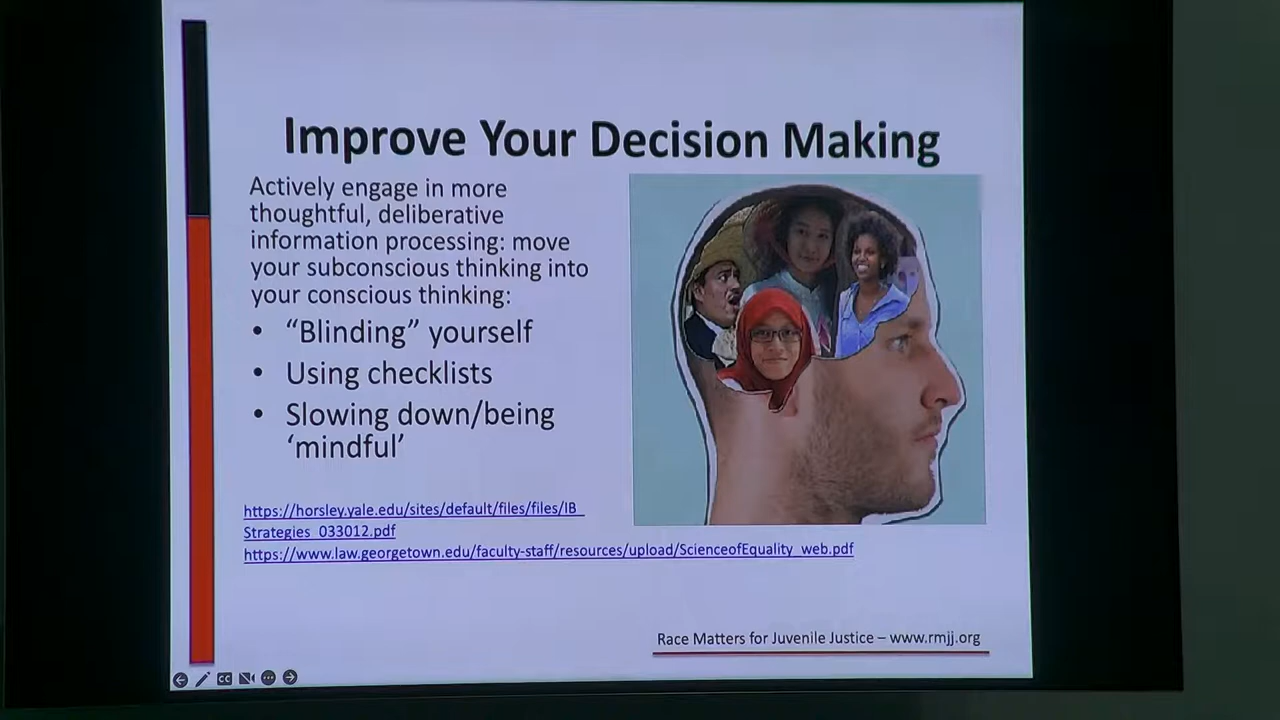 Improve Your Decision Making
Actively engage in more
thoughtful, deliberative
information processing: move
your subconscious thinking into
your conscious thinking:
• “Blinding” yourself
• Using checklists
• Slowing down/being
‘mindful’
https://horsley.yale.edu/sites/default/files/files/IB_
Strategies_033012.pdf
https://www.law.georgetown.edu/faculty-staff/resources/upload/ScienceofEquality_web.pdf
Race Matters for Juvenile Justice – www.rmjj.org
CC